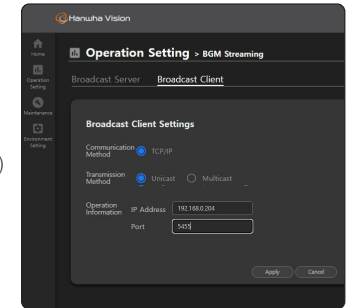 Hanwha Vision
Home
Operation Setting > BGM Streaming
Operation
Setting
Broadcast Server Broadcast Client
Maintenance
Environment
Setting
Broadcast Client Settings
Communication
Method
TCP/IP
Transmission
Method
Unicast Multicast
Operation
Information
IP Address 192.168.0.204
Port 5455
Apply Cancel
)